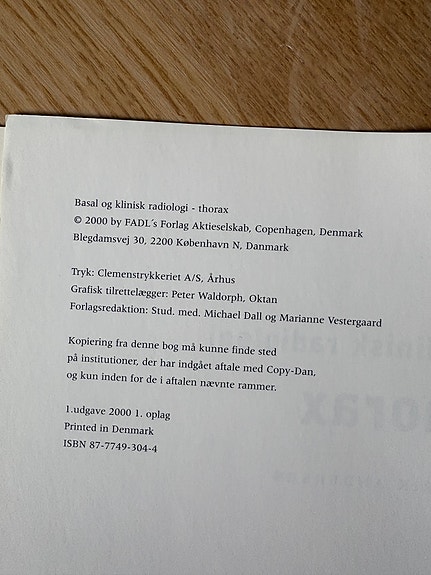 Basal og klinisk radiologi - thorax
© 2000 by FADL´s Forlag Aktieselskab, Copenhagen, Denmark
Blegdamsvej 30, 2200 København N, Danmark
Tryk: Clemenstrykkeriet A/S, Århus
Grafisk tilrettelægger: Peter Waldorph, Oktan
Forlagsredaktion: Stud. med. Michael Dall og Marianne Vestergaard
Kopiering fra denne bog må kunne finde sted
på institutioner, der har indgået aftale med Copy-Dan,
og kun inden for de i aftalen nævnte rammer.
1.udgave 2000 1. oplag
Printed in Denmark
ISBN 87-7749-304-4